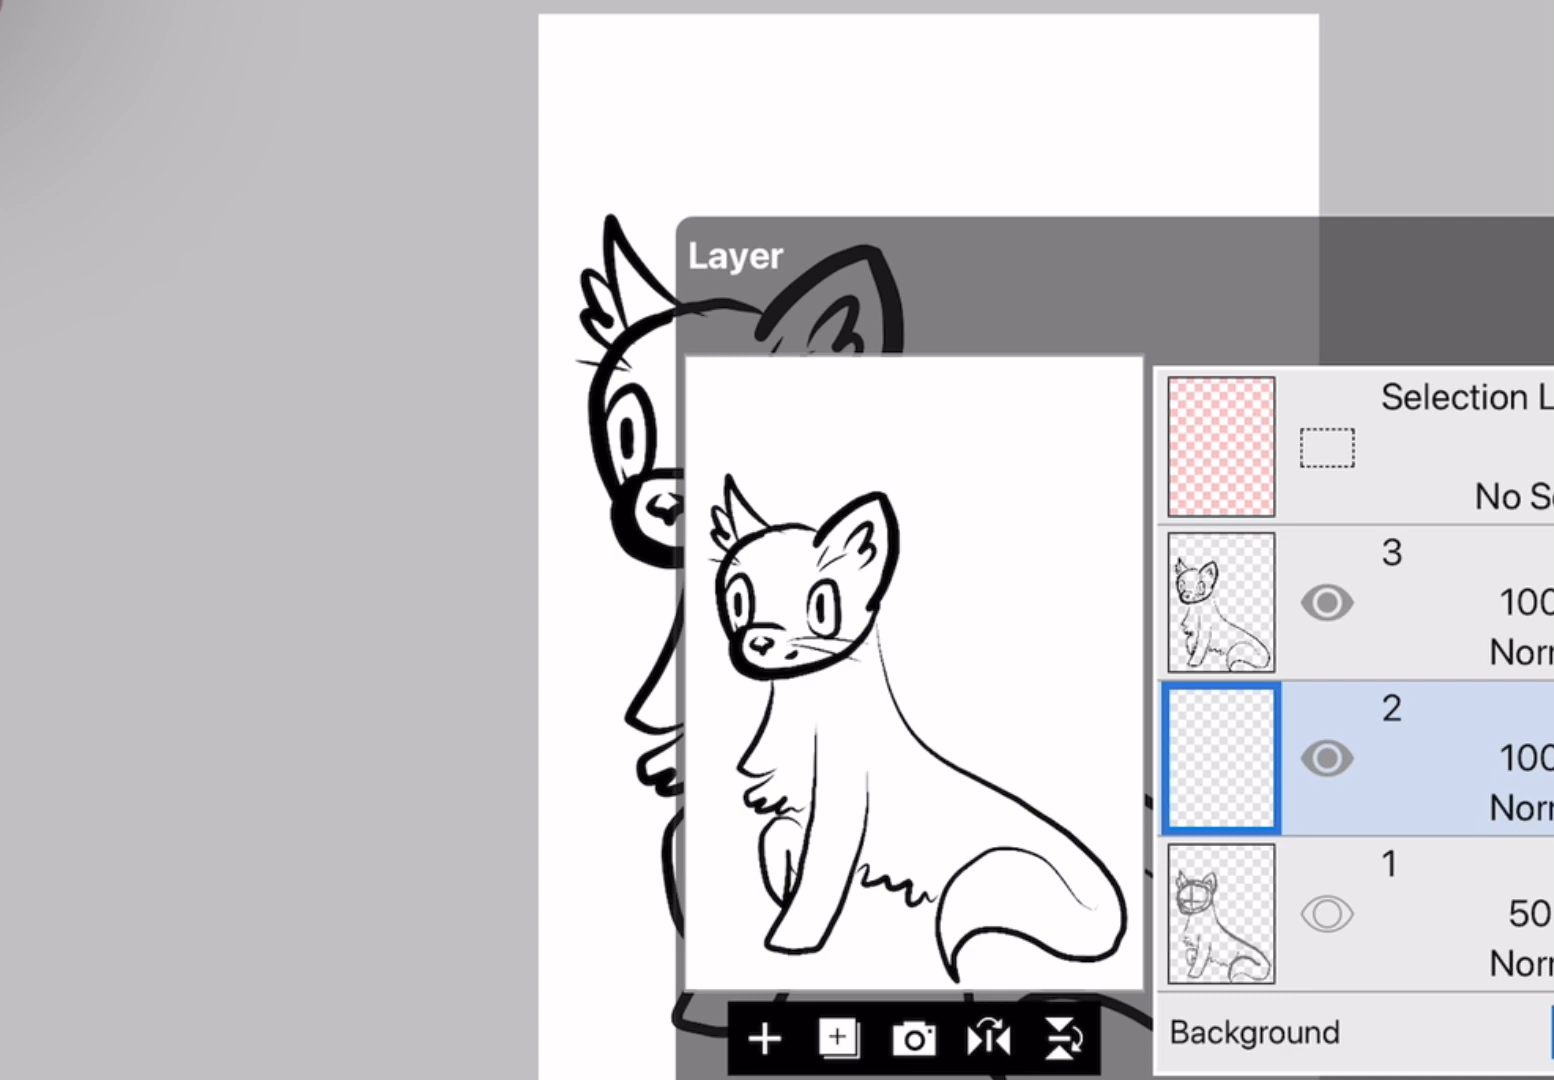 Layer
Selection L
No S
3
100
Norr
2
100
Norr
1
50
Norr
Background